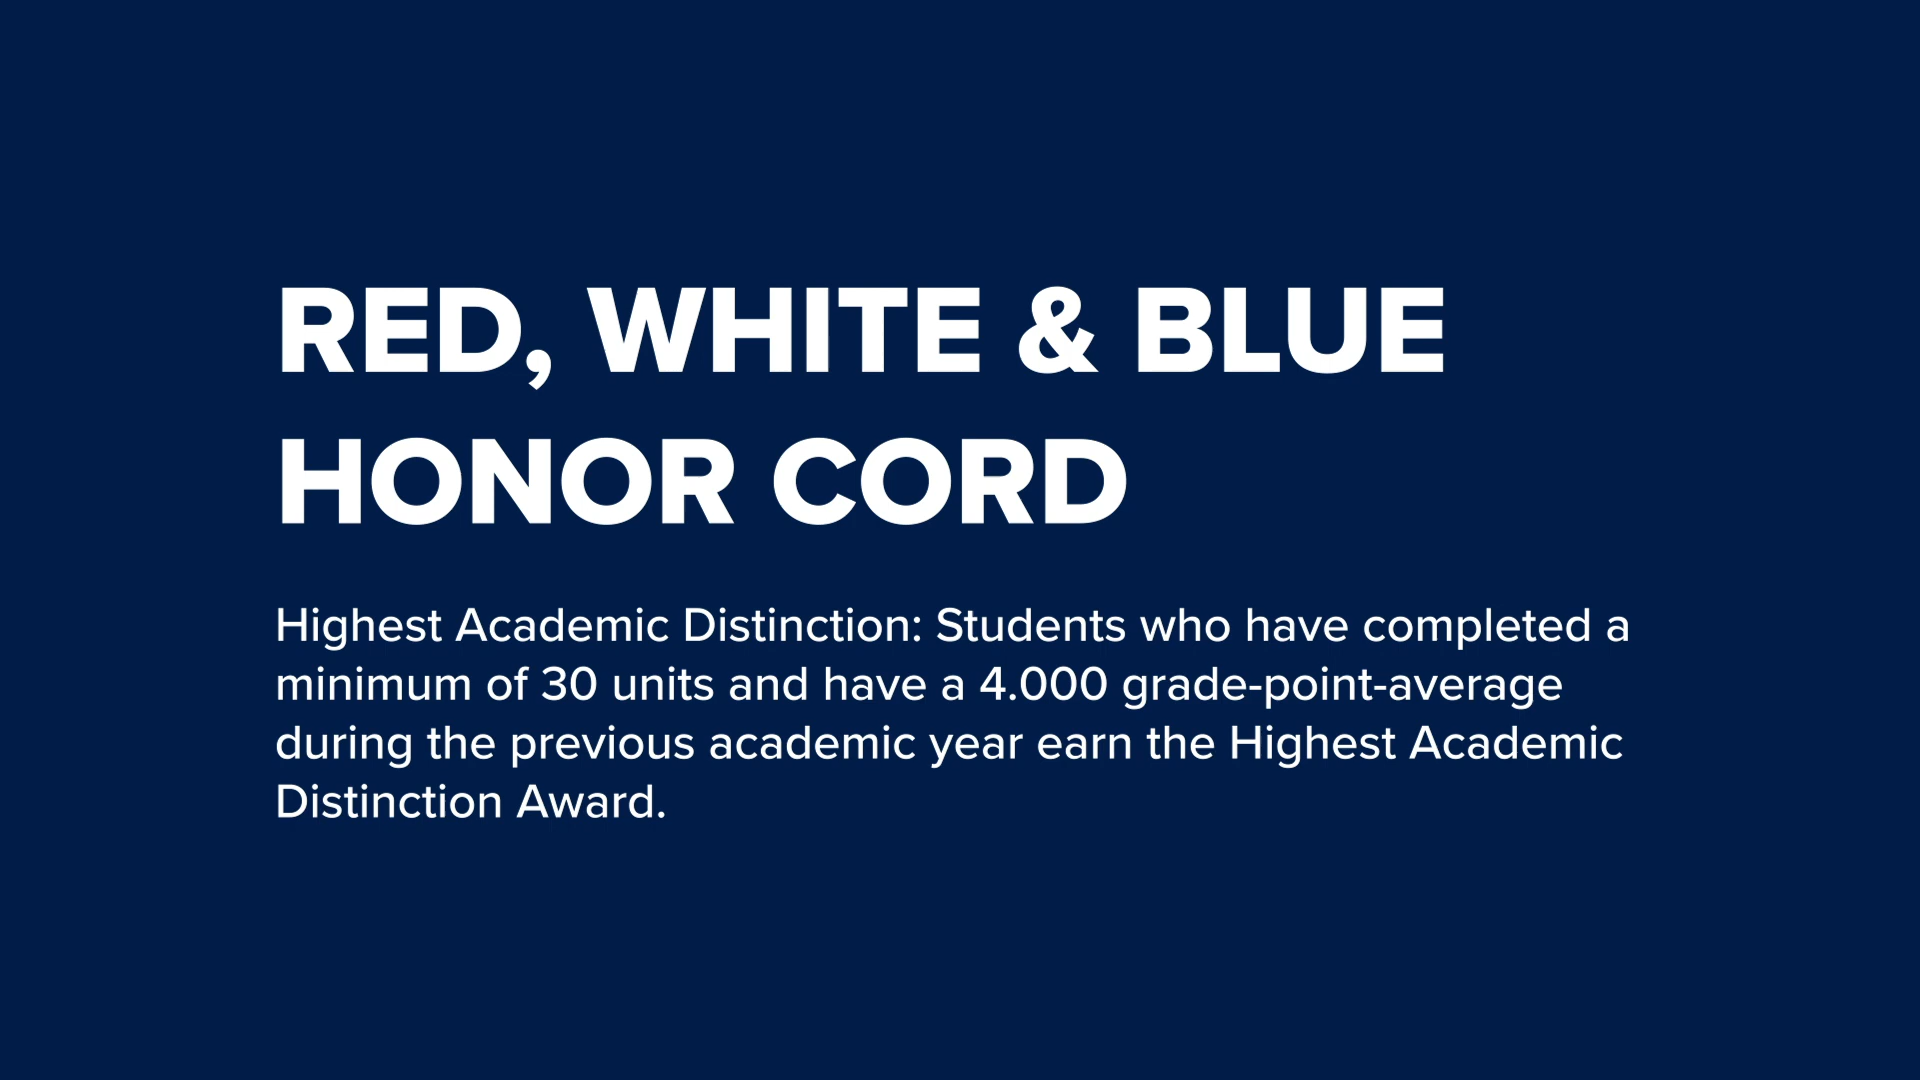 RED, WHITE & BLUE
HONOR CORD
Highest Academic Distinction: Students who have completed a
minimum of 30 units and have a 4.000 grade-point-average
during the previous academic year earn the Highest Academic
Distinction Award.